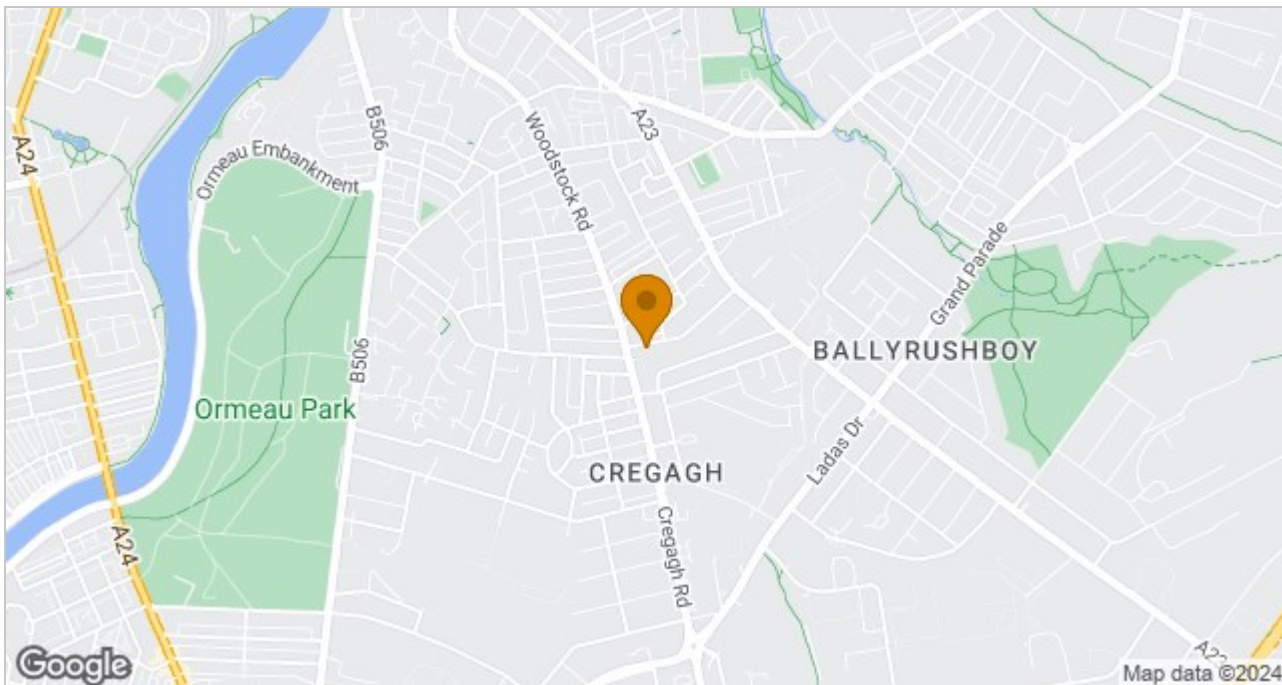 B506
A23
A24
Ormeau Embankment
Woodstock Rd
Grand Parade
B506
BALLYRUSHBOY
Ormeau Park
Ladas Dr
CREGAGH
A24
Cregagh Rd
Google
Map data ©2024